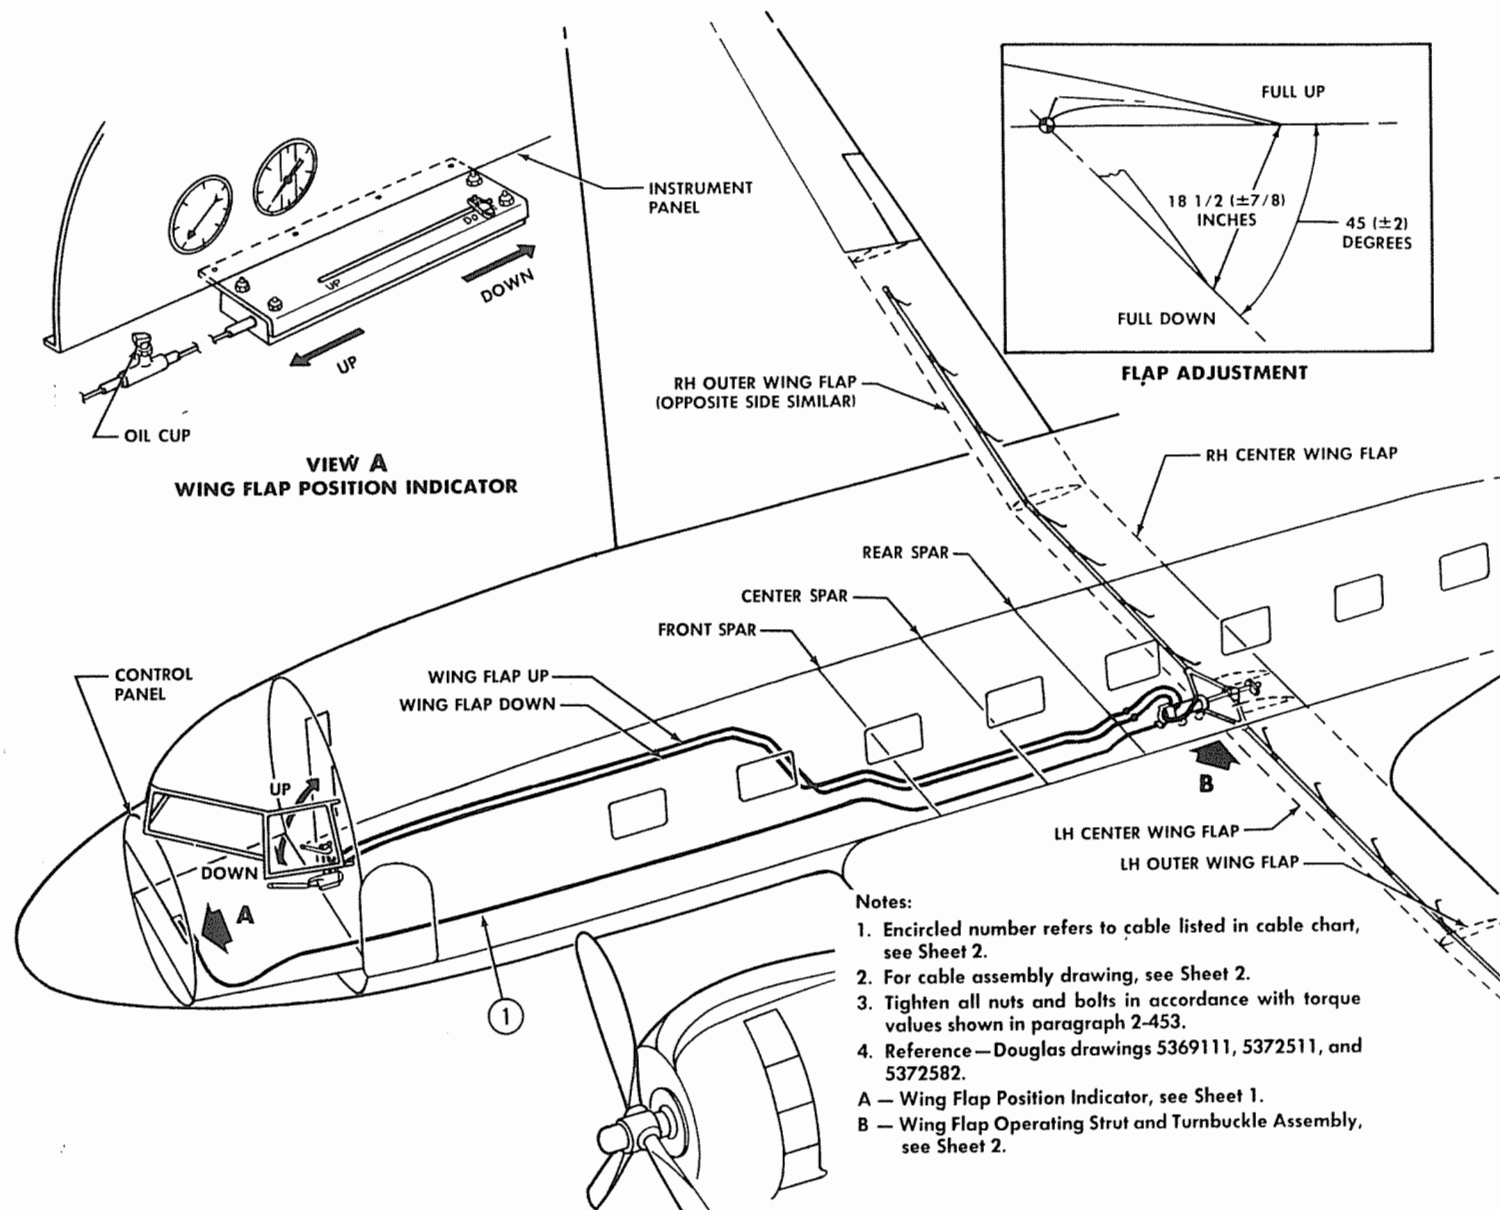 INSTRUMENT
PANEL
UP
DO
DOWN
UP
OIL CUP
VIEW A
WING FLAP POSITION INDICATOR
FULL UP
18 1/2 (±7/8)
INCHES
45 (±2)
DEGREES
FULL DOWN
FLAP ADJUSTMENT
RH OUTER WING FLAP
(OPPOSITE SIDE SIMILAR)
RH CENTER WING FLAP
REAR SPAR
CENTER SPAR
FRONT SPAR
WING FLAP UP
WING FLAP DOWN
CONTROL
PANEL
UP
DOWN
A
B
LH CENTER WING FLAP
LH OUTER WING FLAP
1
Notes:
1. Encircled number refers to cable listed in cable chart,
see Sheet 2.
2. For cable assembly drawing, see Sheet 2.
3. Tighten all nuts and bolts in accordance with torque
values shown in paragraph 2-453.
4. Reference—Douglas drawings 5369111, 5372511, and
5372582.
A — Wing Flap Position Indicator, see Sheet 1.
B — Wing Flap Operating Strut and Turnbuckle Assembly,
see Sheet 2.